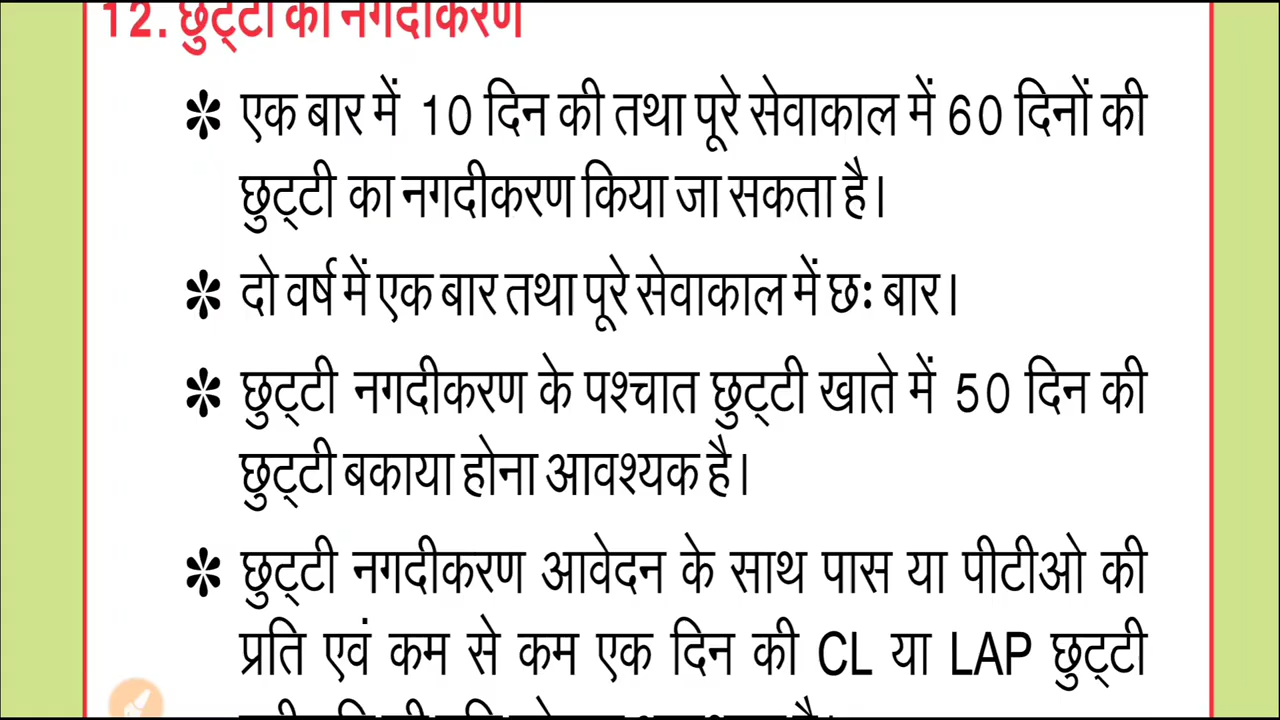 12. छुट्टी का नगदीकरण
✽ एक बार में 10 दिन की तथा पूरे सेवाकाल में 60 दिनों की
छुट्टी का नगदीकरण किया जा सकता है।
✽ दो वर्ष में एक बार तथा पूरे सेवाकाल में छः बार।
✽ छुट्टी नगदीकरण के पश्चात छुट्टी खाते में 50 दिन की
छुट्टी बकाया होना आवश्यक है।
✽ छुट्टी नगदीकरण आवेदन के साथ पास या पीटीओ की
प्रति एवं कम से कम एक दिन की CL या LAP छुट्टी